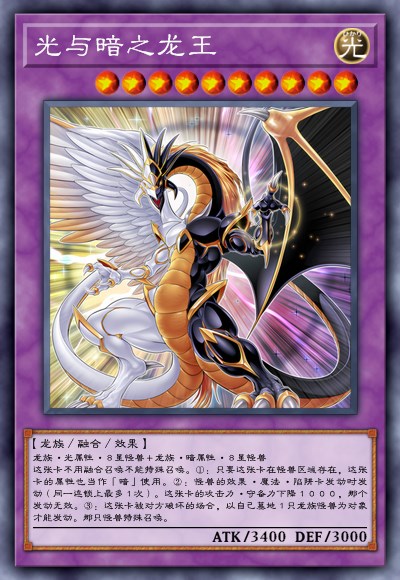 光与暗之龙王
ひかり
光
【龙族／融合／效果】
龙族·光属性·8星怪兽+龙族·暗属性·8星怪兽
这张卡不用融合召唤不能特殊召唤。①：只要这张卡在怪兽区域存在，这张
卡的属性也当作「暗」使用。②：怪兽的效果·魔法·陷阱卡发动时发
动（同一连锁上最多1次）。这张卡的攻击力·守备力下降1000，那个
发动无效。③：这张卡被对方破坏的场合，以自己墓地1只龙族怪兽为对象
才能发动。那只怪兽特殊召唤。
ATK/3400 DEF/3000